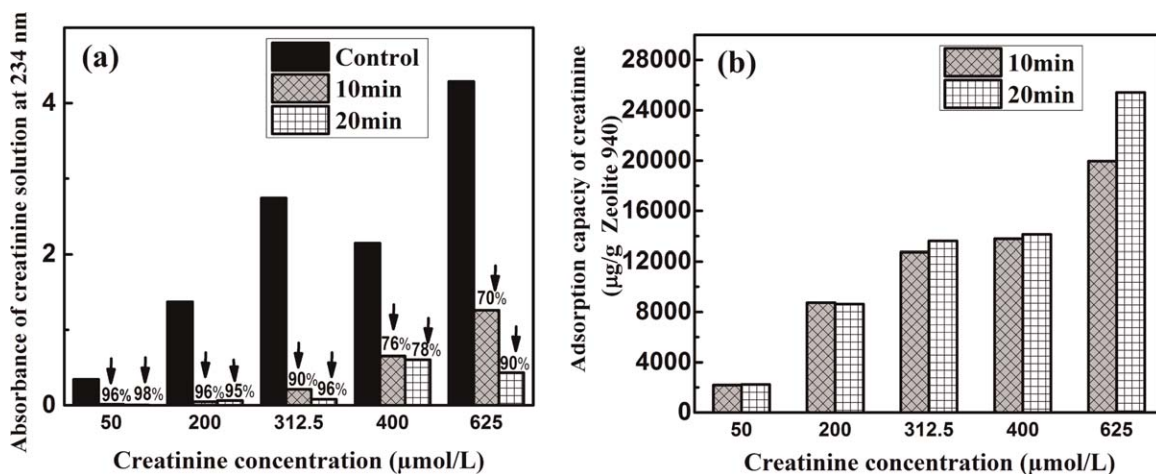 Absorbance of creatinine solution at 234 nm
(a)
Control
10min
20min
4
2
0
96% 98% 96% 95% 90% 96% 76% 78% 70% 90%
50 200 312.5 400 625
Creatinine concentration (µmol/L)
Adsorption capaciy of creatinine
(µg/g Zeolite 940)
(b)
10min
20min
28000
24000
20000
16000
12000
8000
4000
0
50 200 312.5 400 625
Creatinine concentration (µmol/L)